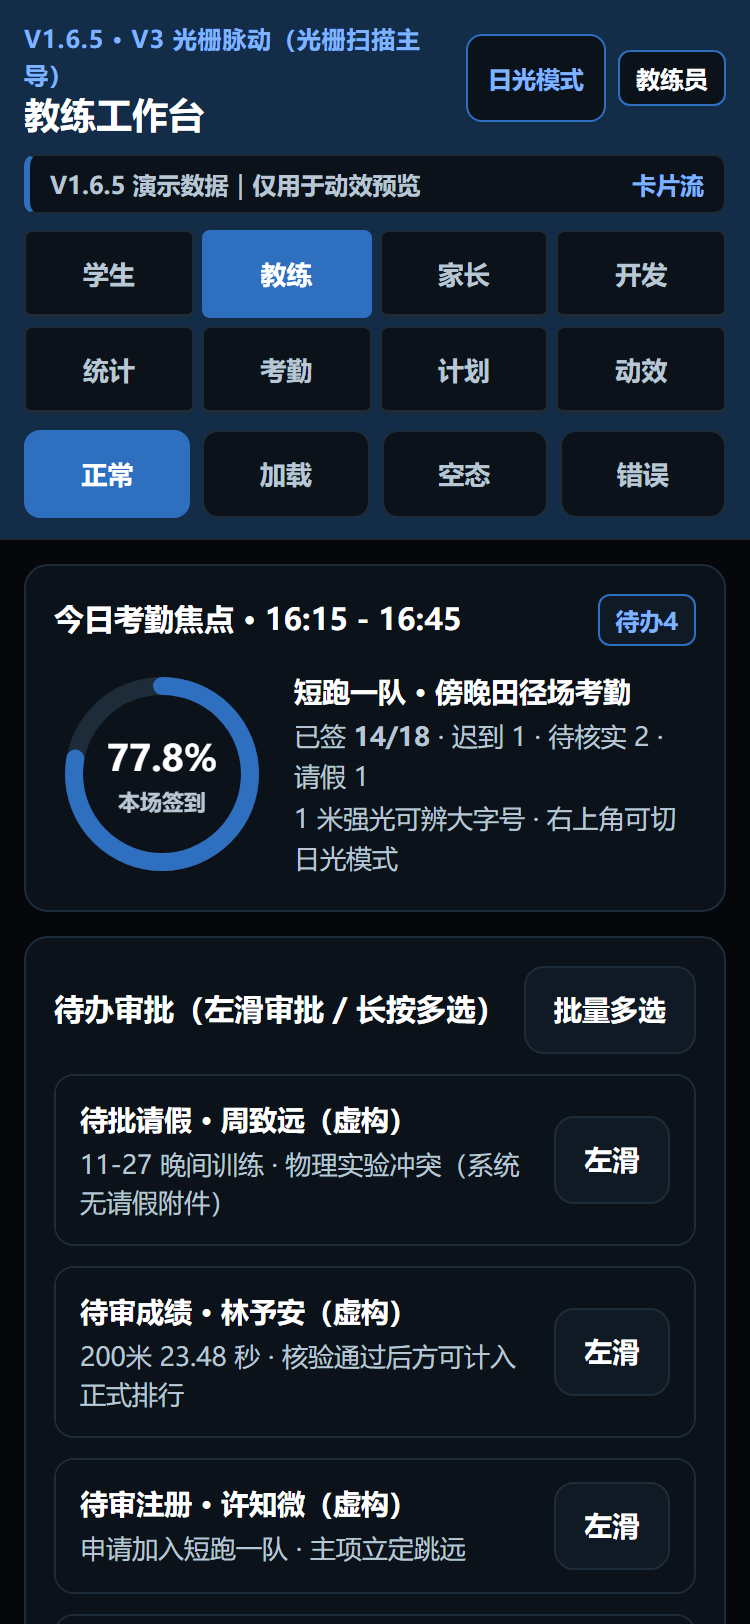 V1.6.5 • V3 光栅脉动（光栅扫描主
导）
教练工作台
日光模式
教练员
V1.6.5 演示数据｜仅用于动效预览
卡片流
学生
教练
家长
开发
统计
考勤
计划
动效
正常
加载
空态
错误
今日考勤焦点 • 16:15 - 16:45
待办4
77.8%
本场签到
短跑一队 • 傍晚田径场考勤
已签 14/18 · 迟到 1 · 待核实 2 ·
请假 1
1 米强光可辨大字号 · 右上角可切
日光模式
待办审批（左滑审批 / 长按多选）
批量多选
待批请假 • 周致远（虚构）
11-27 晚间训练 · 物理实验冲突（系统
无请假附件）
左滑
待审成绩 • 林予安（虚构）
200米 23.48 秒 · 核验通过后方可计入
正式排行
左滑
待审注册 • 许知微（虚构）
申请加入短跑一队 · 主项立定跳远
左滑